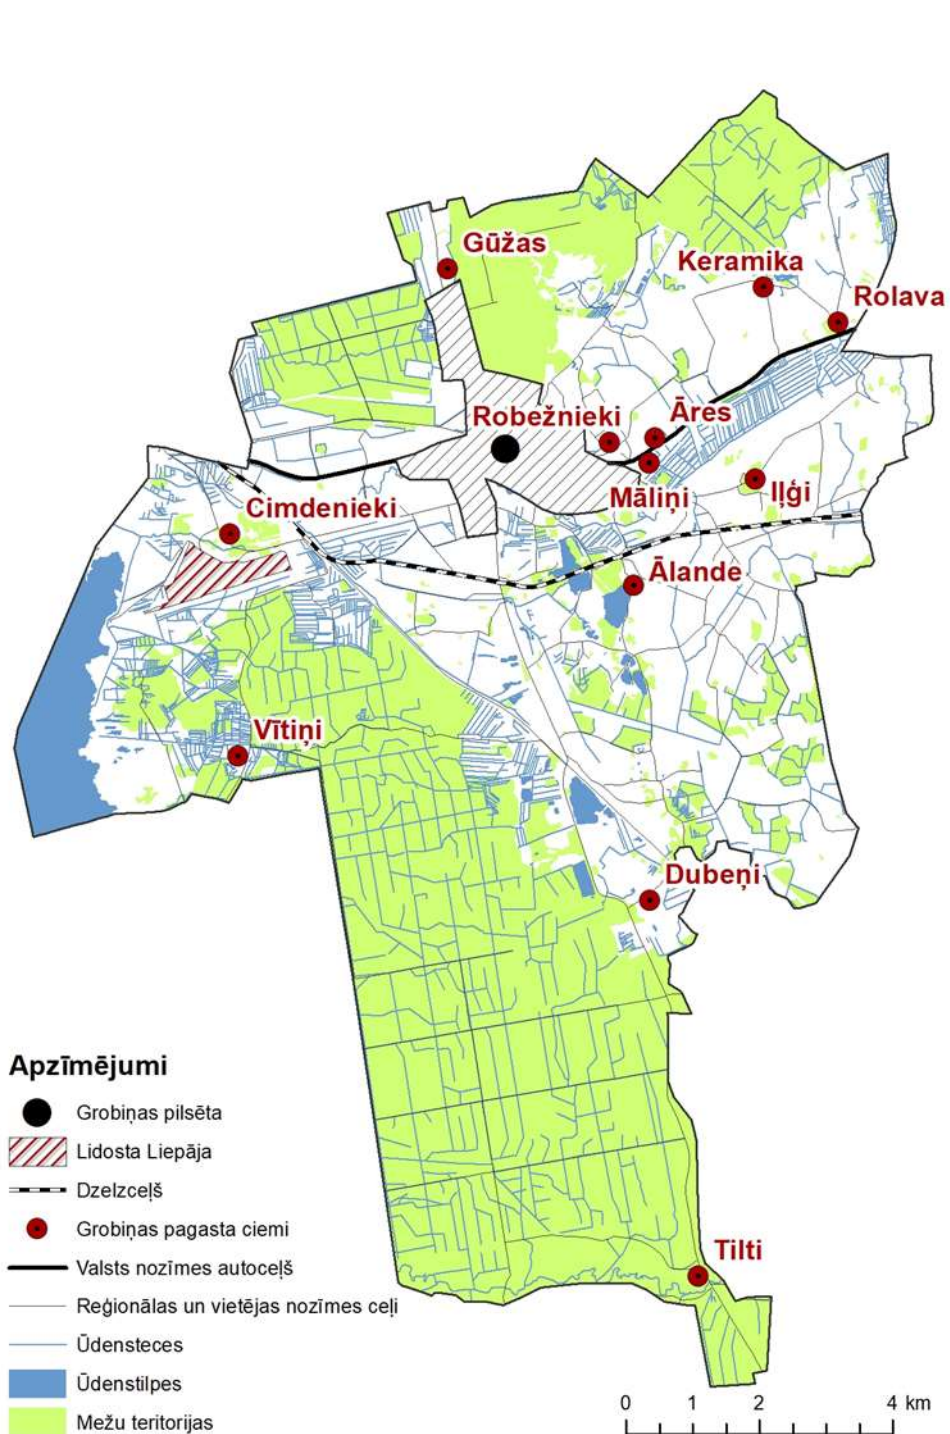 Gūžas
Keramika
Rolava
Robežnieki
Āres
Māliņi
Iļģi
Cimdenieki
Ālande
Vītiņi
Dubeņi
Tilti
Apzīmējumi
Grobiņas pilsēta
Lidosta Liepāja
Dzelzceļš
Grobiņas pagasta ciemi
Valsts nozīmes autoceļš
Reģionālas un vietējas nozīmes ceļi
Ūdensteces
Ūdenstilpes
Mežu teritorijas
0 1 2 4 km